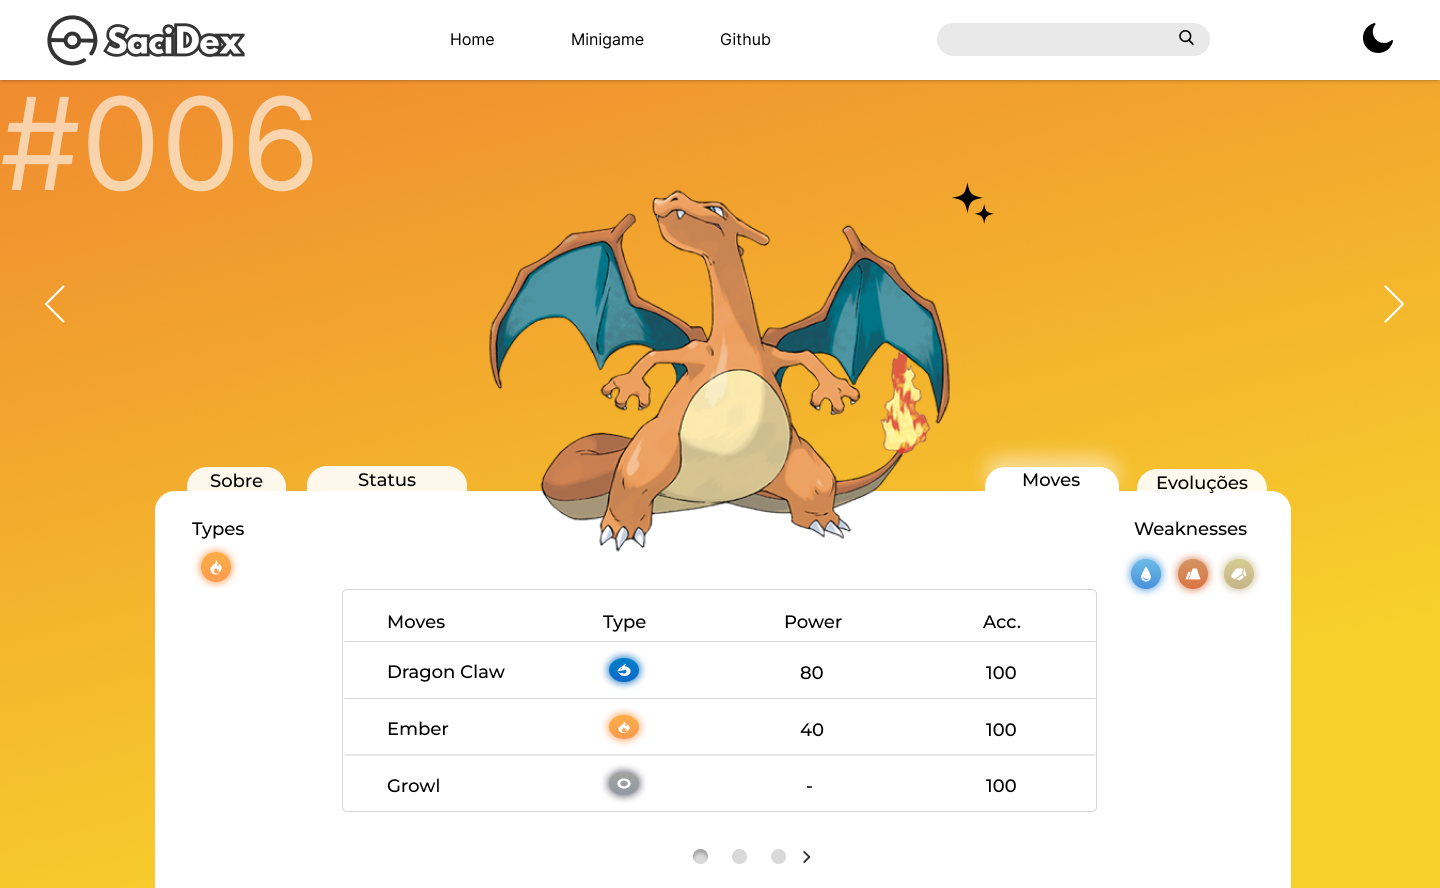 SaciDex
Home Minigame Github
#006
Sobre Status Moves Evoluções
Types Weaknesses
Moves Type Power Acc.
Dragon Claw 80 100
Ember 40 100
Growl - 100